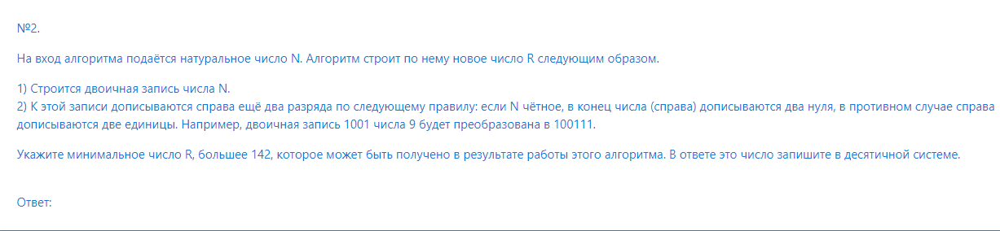 №2.
На вход алгоритма подаётся натуральное число N. Алгоритм строит по нему новое число R следующим образом.
1) Строится двоичная запись числа N.
2) К этой записи дописываются справа ещё два разряда по следующему правилу: если N чётное, в конец числа (справа) дописываются два нуля, в противном случае справа
дописываются две единицы. Например, двоичная запись 1001 числа 9 будет преобразована в 100111.
Укажите минимальное число R, большее 142, которое может быть получено в результате работы этого алгоритма. В ответе это число запишите в десятичной системе.
Ответ: